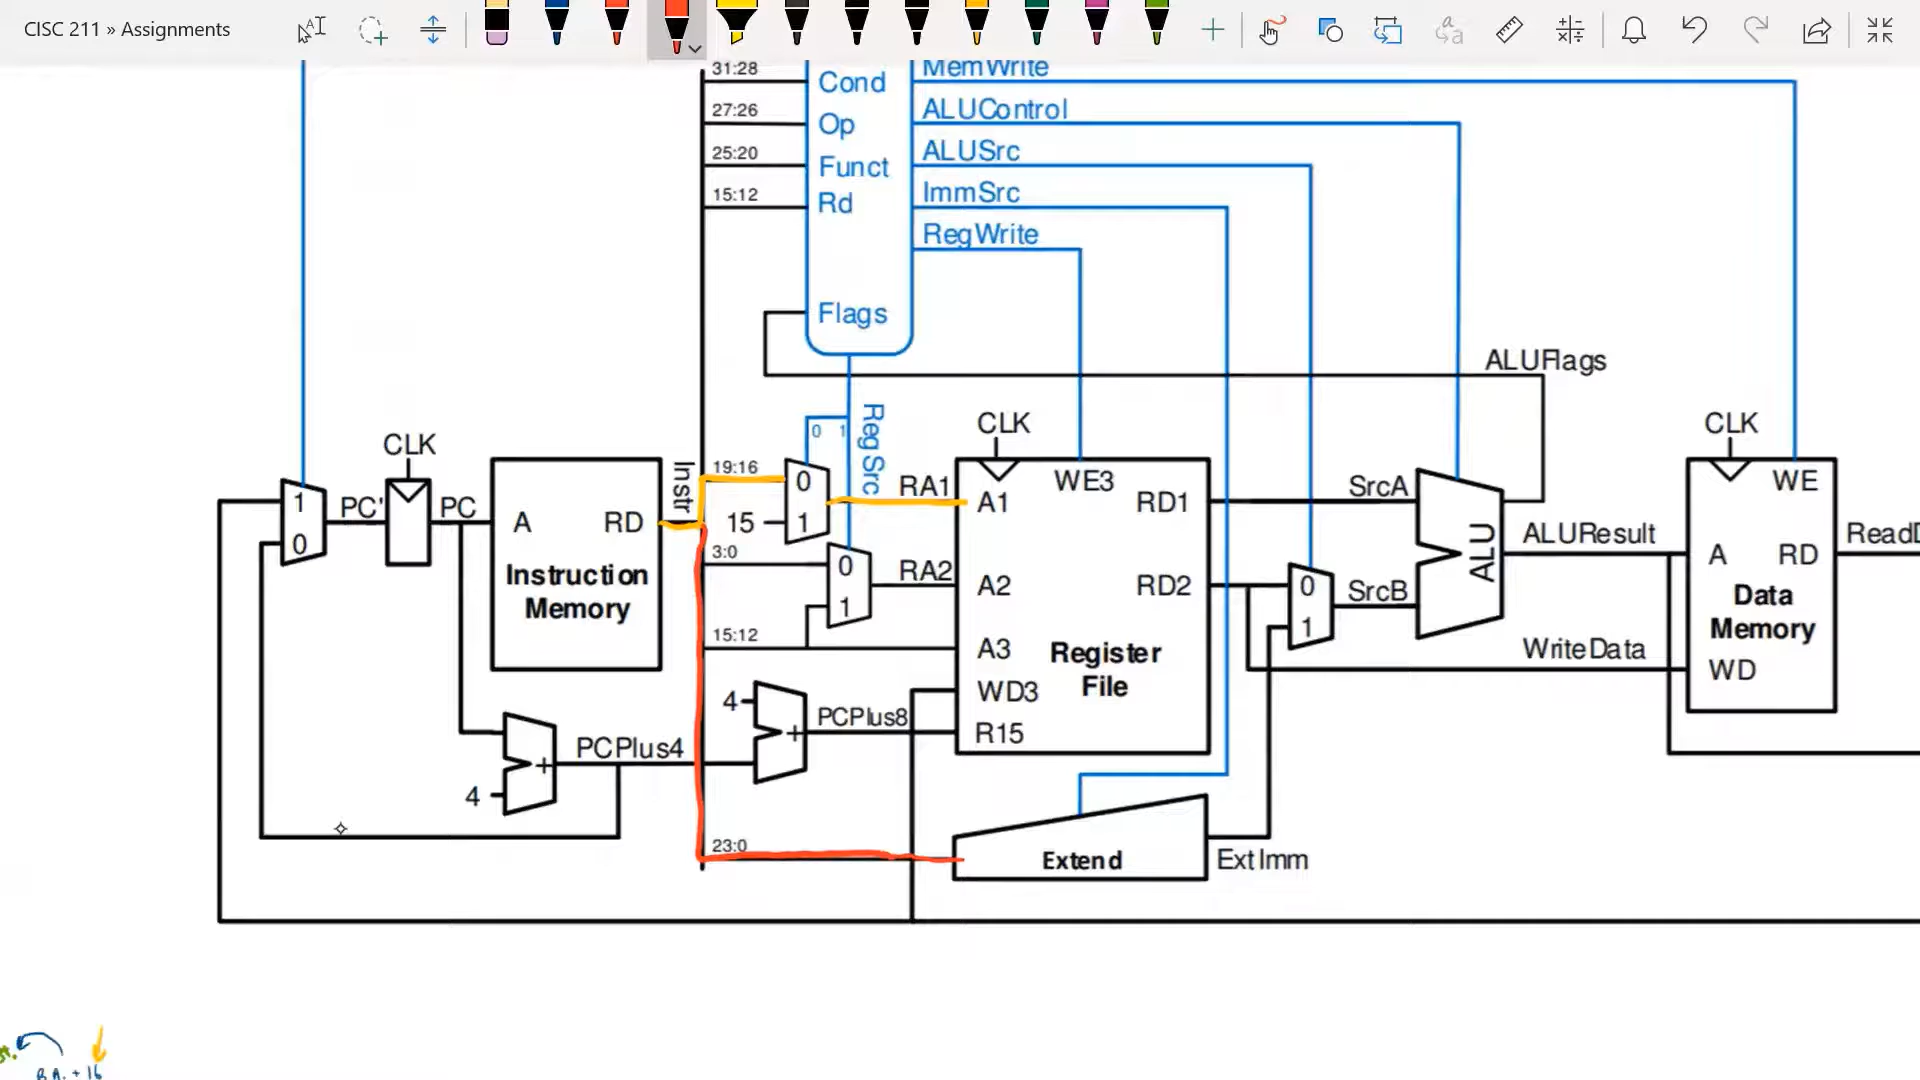 CISC 211 » Assignments
31:28 Cond MemWrite
27:26 Op ALUControl
25:20 Funct ALUSrc
15:12 Rd ImmSrc
RegWrite
Flags
ALUFlags
RegSrc
0 1
CLK CLK CLK
Instr
19:16 0 RA1 A1 WE3 RD1 SrcA WE
1 PC' PC A RD 15 1
0
Instruction
Memory
3:0 0 RA2 A2 RD2 0 SrcB ALU ALUResult A RD
1 1
Data
Memory
15:12 A3 Register
File
WriteData WD
4 PCPlus8 WD3
+ R15
PCPlus4
+
4
23:0 Extend ExtImm
B.A. + 16